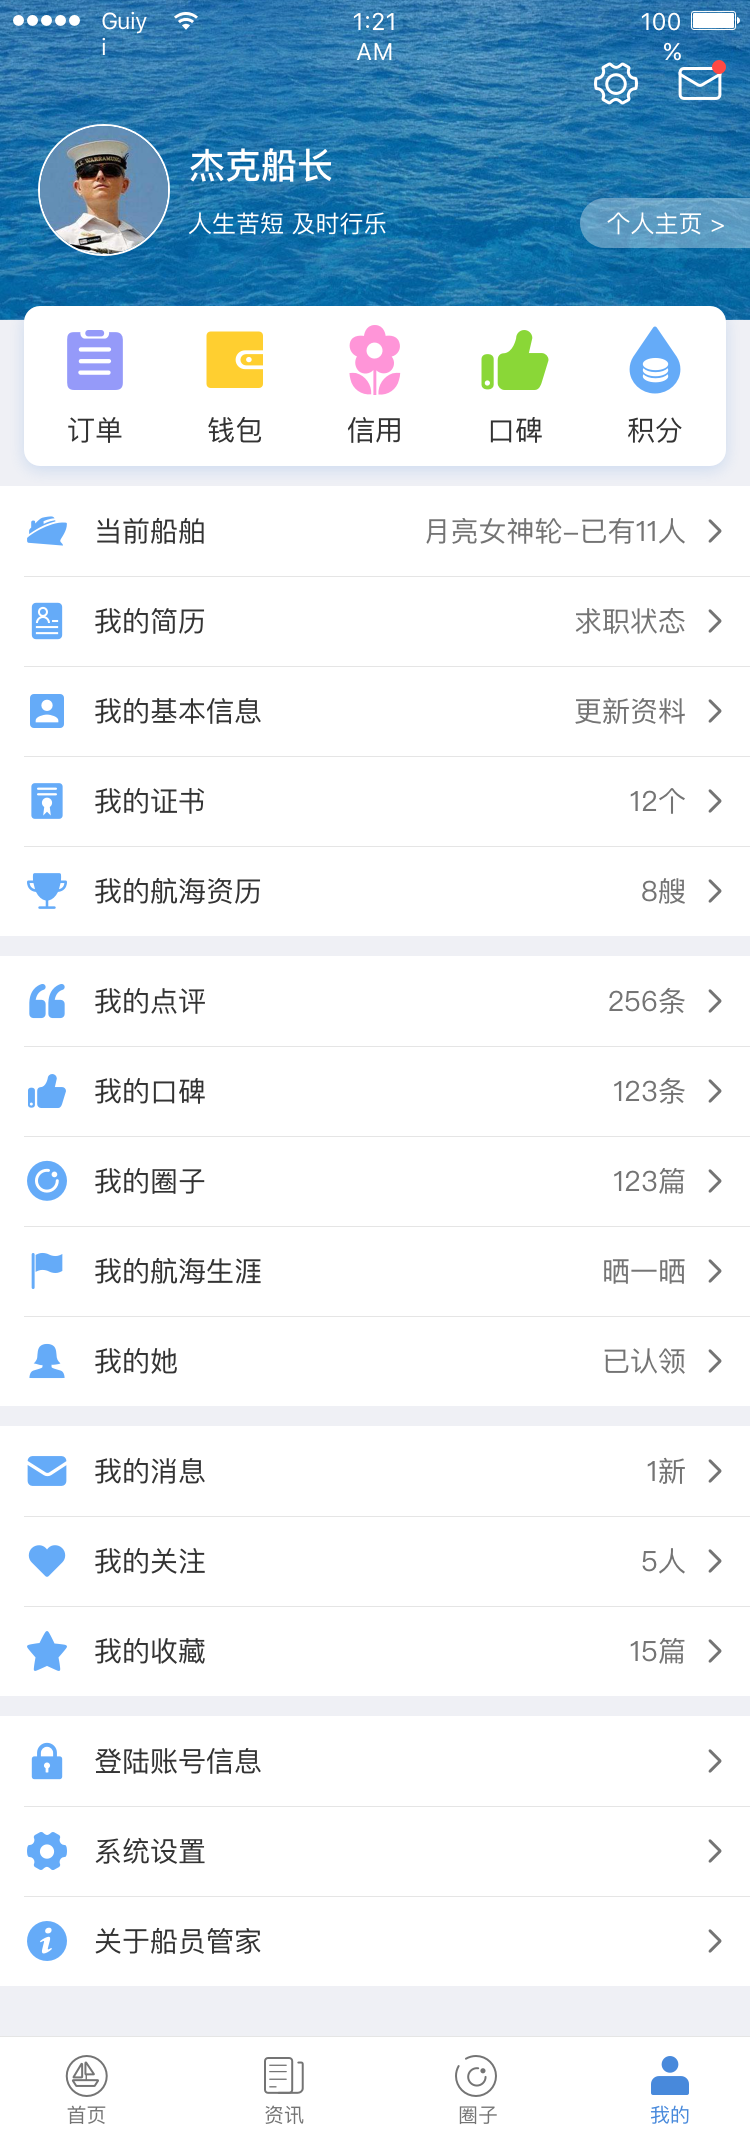 Guiyi
1:21 AM
100%
杰克船长
人生苦短 及时行乐
个人主页 >
订单
钱包
信用
口碑
积分
当前船舶
月亮女神轮-已有11人
我的简历
求职状态
我的基本信息
更新资料
我的证书
12个
我的航海资历
8艘
我的点评
256条
我的口碑
123条
我的圈子
123篇
我的航海生涯
晒一晒
我的她
已认领
我的消息
1新
我的关注
5人
我的收藏
15篇
登陆账号信息
系统设置
关于船员管家
首页
资讯
圈子
我的